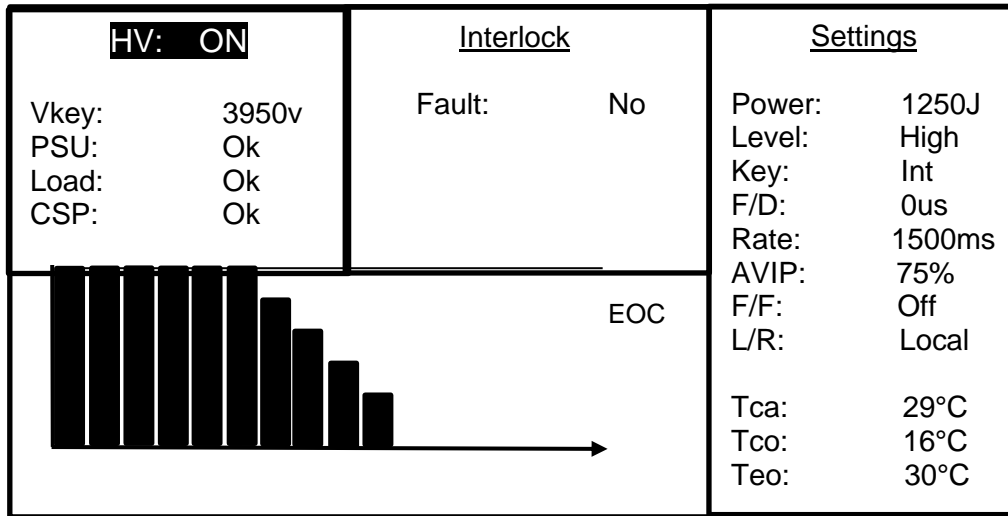 HV: ON
Vkey: 3950v
PSU: Ok
Load: Ok
CSP: Ok
Interlock
Fault: No
EOC
Settings
Power: 1250J
Level: High
Key: Int
F/D: 0us
Rate: 1500ms
AVIP: 75%
F/F: Off
L/R: Local
Tca: 29°C
Tco: 16°C
Teo: 30°C